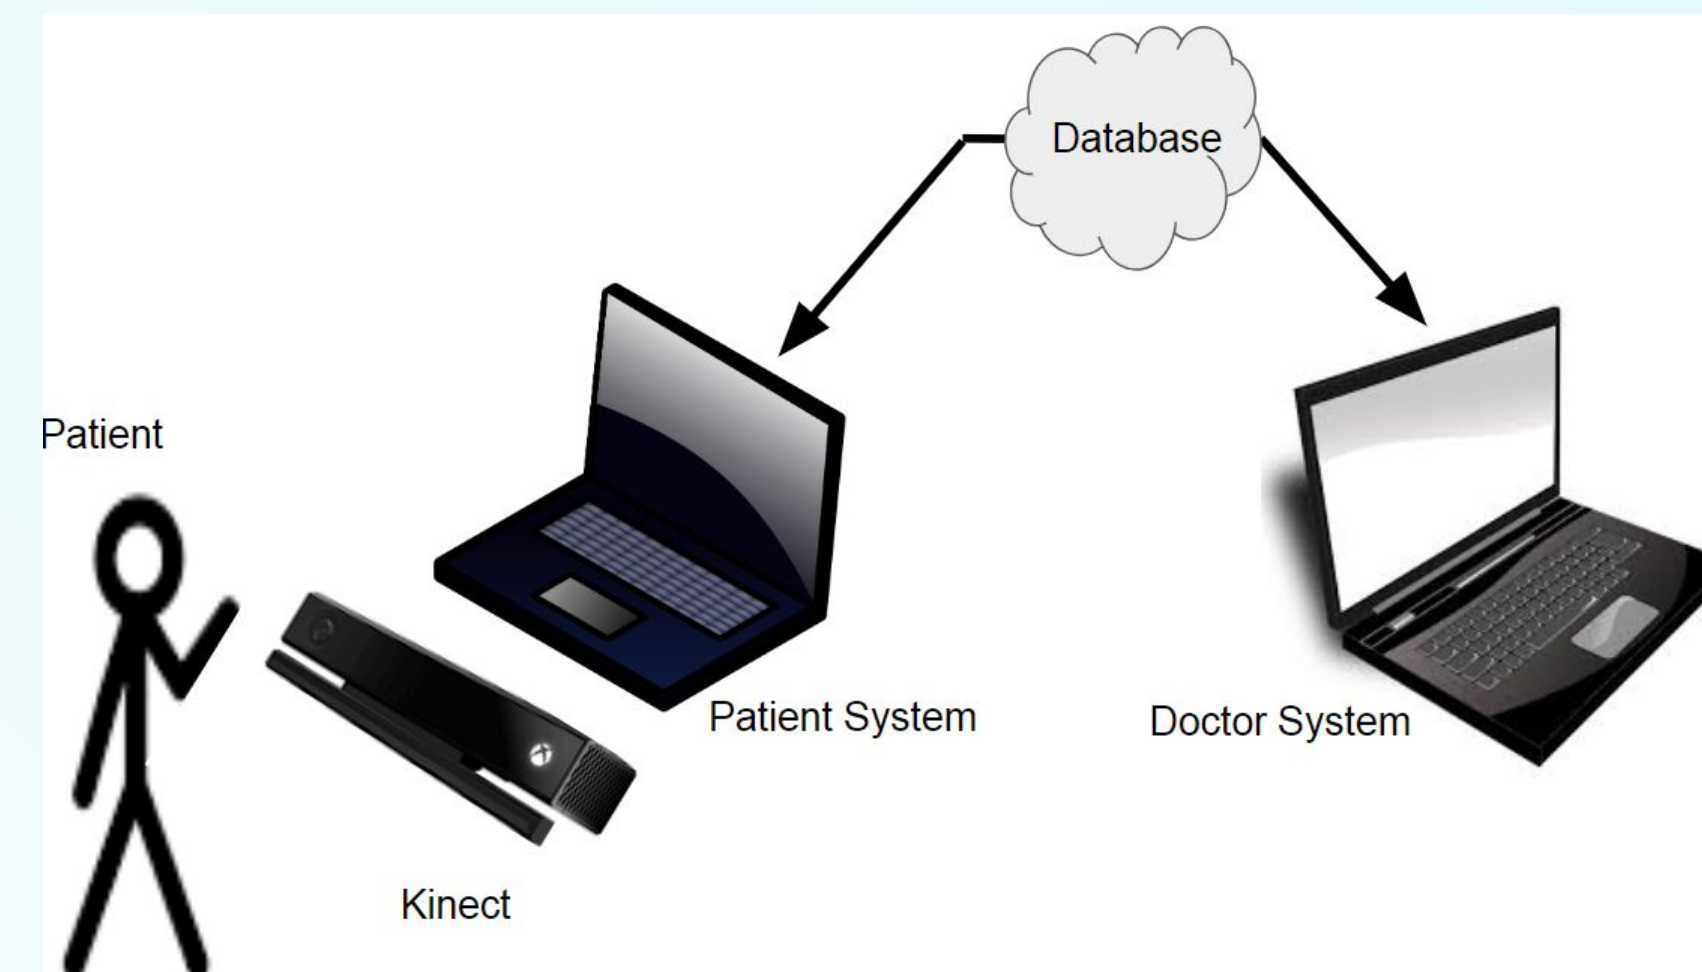 Database
Patient
Patient System
Doctor System
Kinect